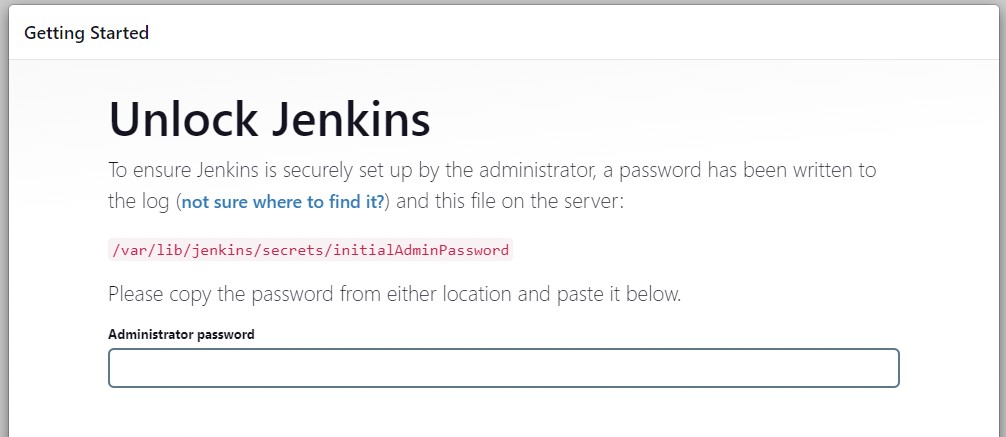 Getting Started
Unlock Jenkins
To ensure Jenkins is securely set up by the administrator, a password has been written to
the log (not sure where to find it?) and this file on the server:
/var/lib/jenkins/secrets/initialAdminPassword
Please copy the password from either location and paste it below.
Administrator password